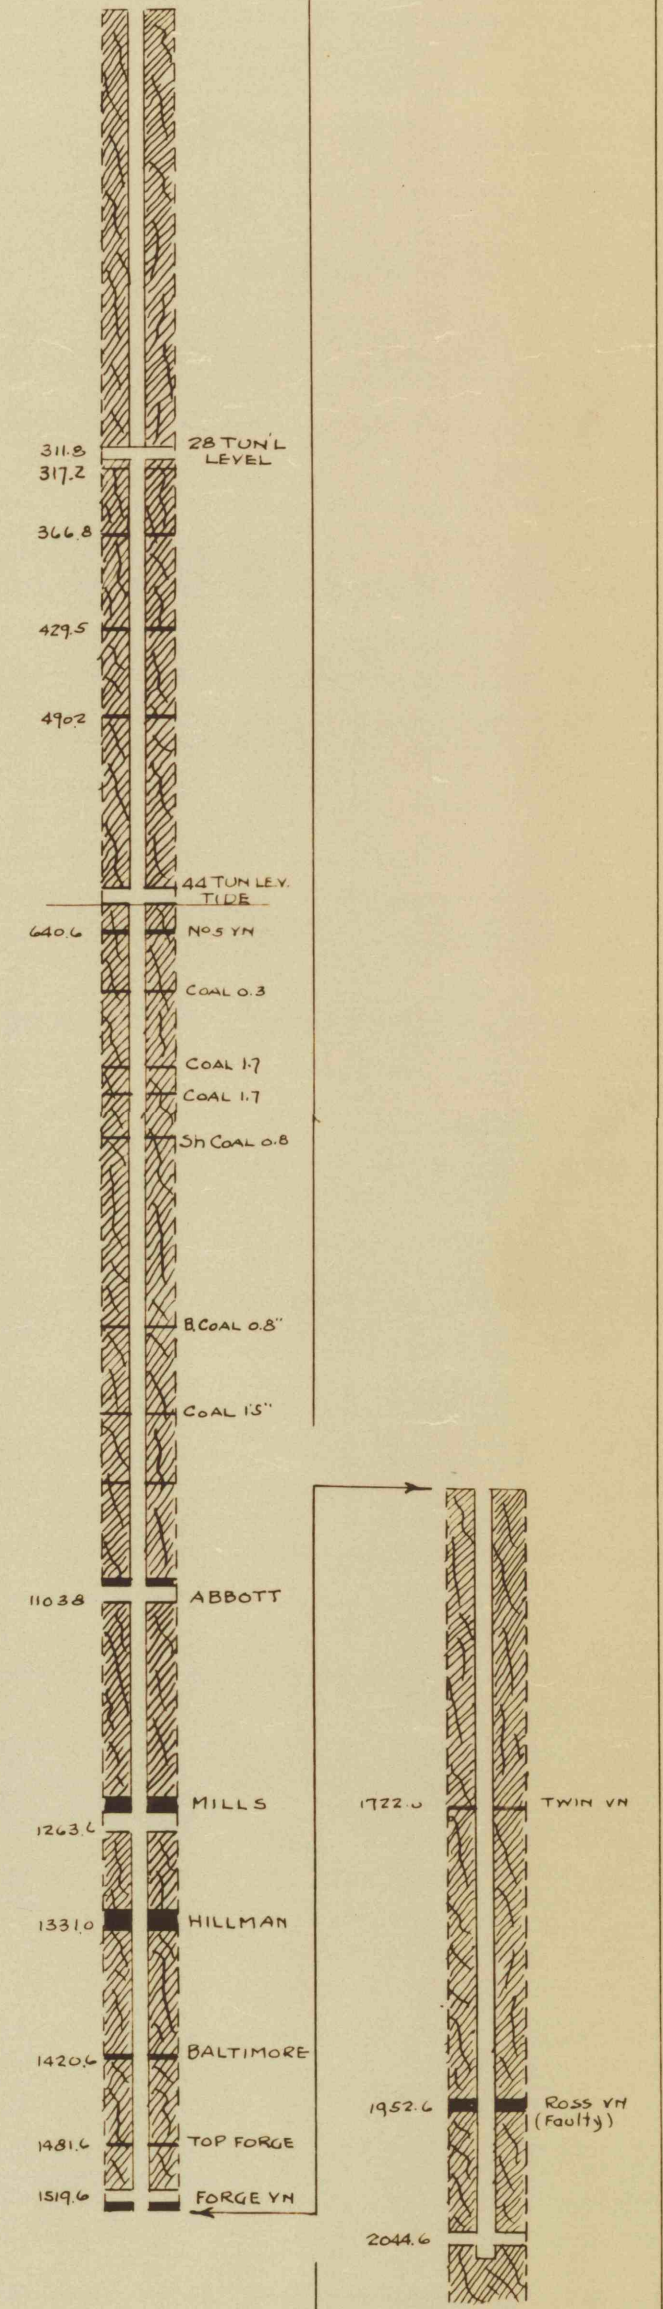 311.8 28 TUN'L
LEVEL
317.2
366.8
429.5
490.2
44 TUN LEV.
TIDE
640.6 No 5 VN
COAL 0.3
COAL 1.7
COAL 1.7
Sh COAL 0.8
B. COAL 0.8"
COAL 1.5"
1103.8 ABBOTT
MILLS
1263.6
1331.0 HILLMAN
1420.6 BALTIMORE
1481.6 TOP FORGE
1519.6 FORGE VN
1722.0 TWIN VN
1952.6 ROSS VN
(Faulty)
2044.6